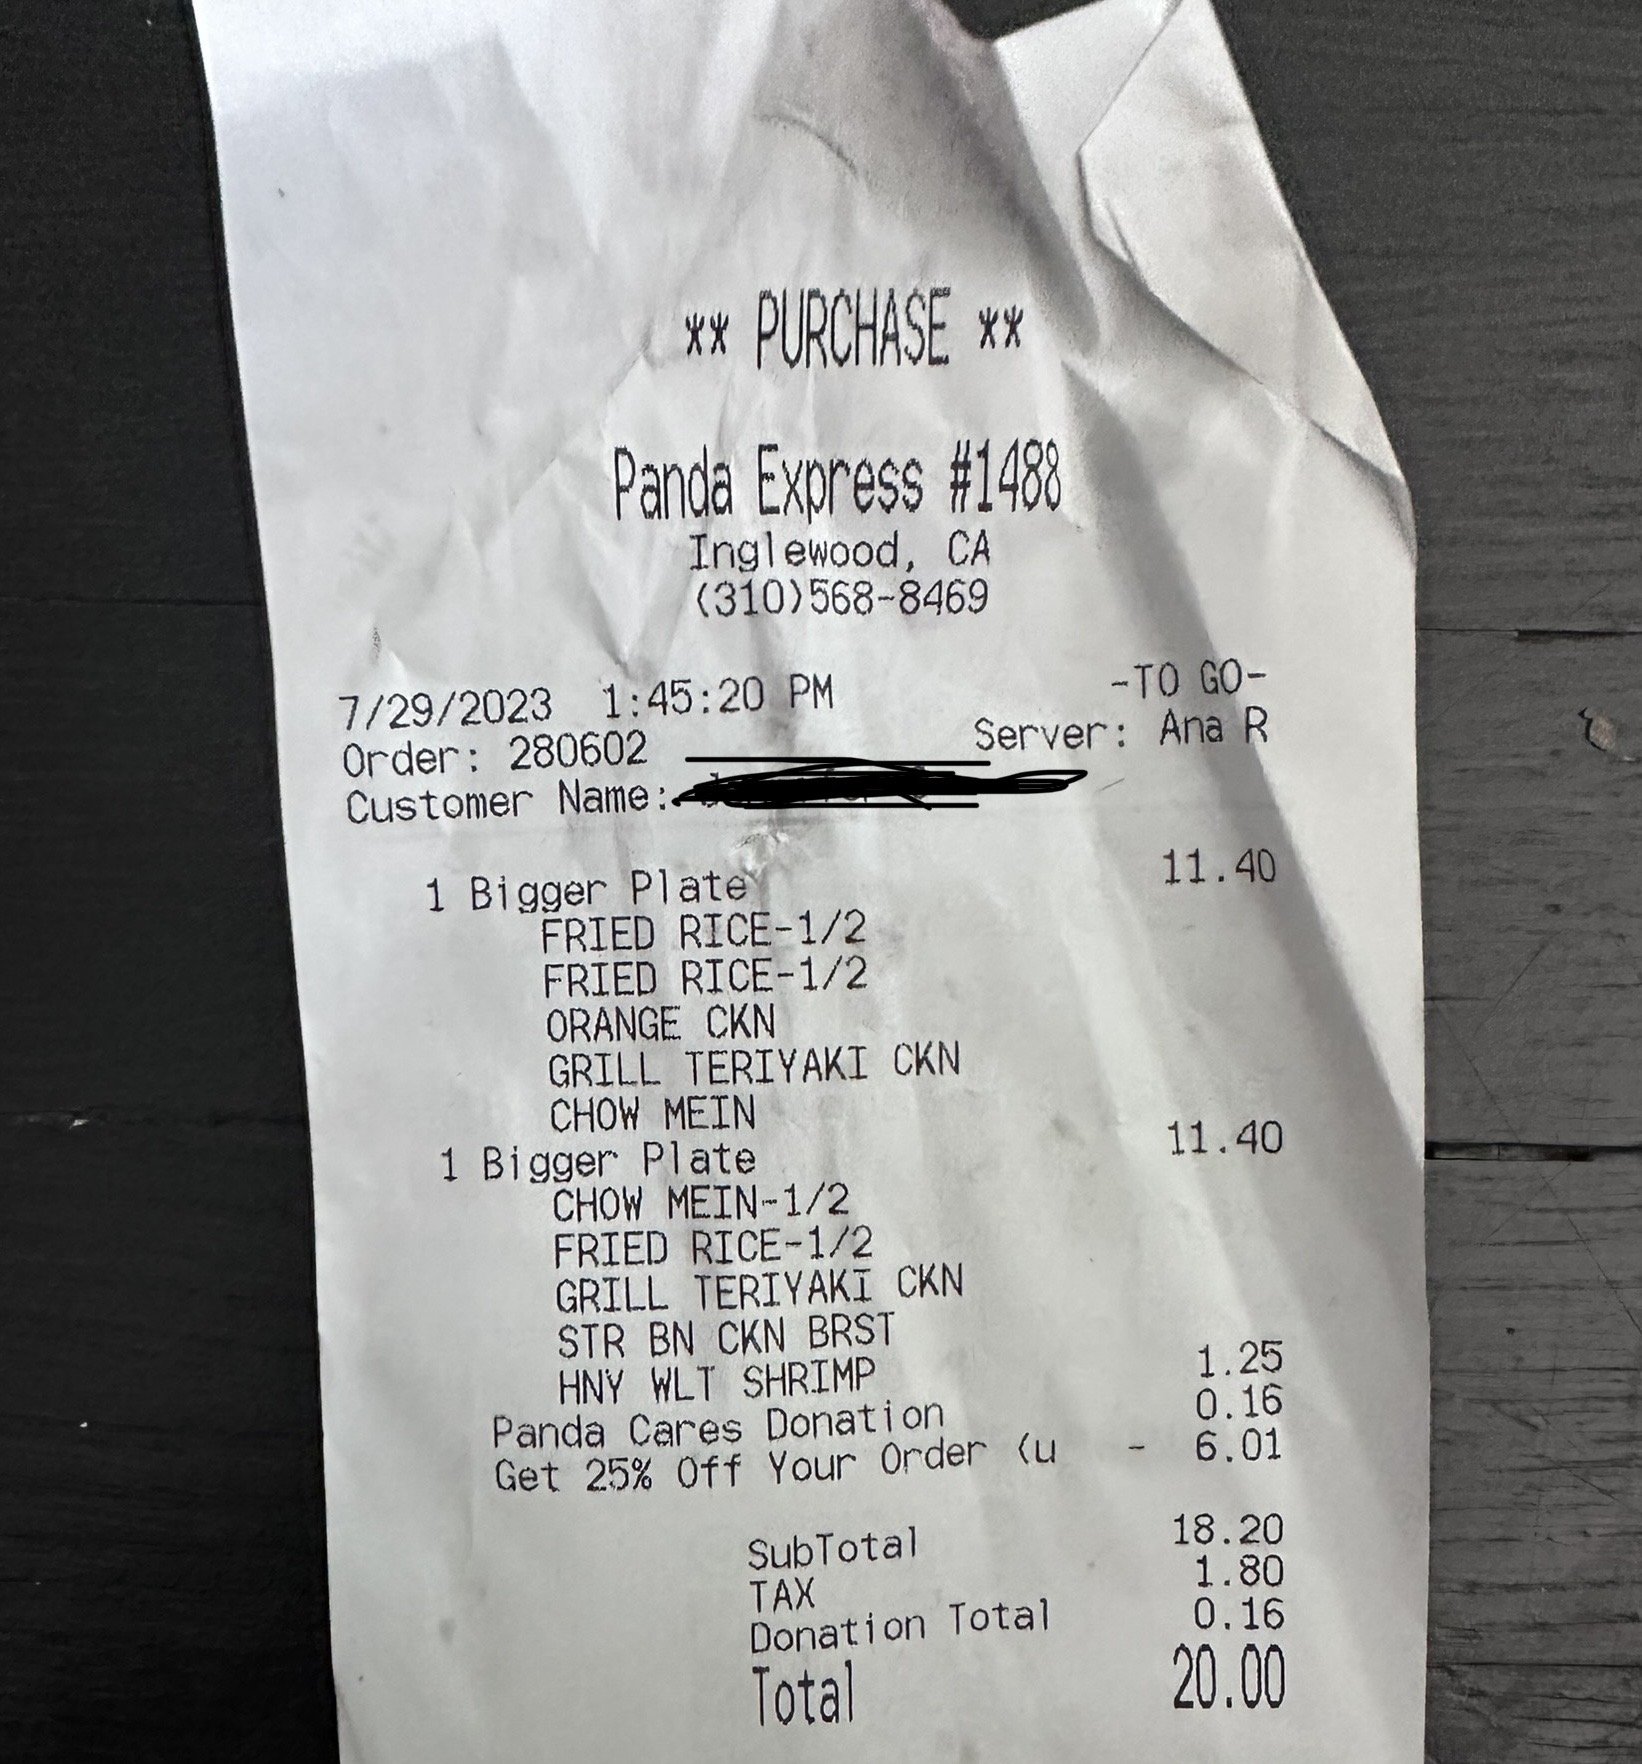 ** PURCHASE **
Panda Express #1488
Inglewood, CA
(310)568-8469
-TO GO-
7/29/2023 1:45:20 PM
Order: 280602 Server: Ana R
Customer Name:
1 Bigger Plate 11.40
FRIED RICE-1/2
FRIED RICE-1/2
ORANGE CKN
GRILL TERIYAKI CKN
CHOW MEIN
1 Bigger Plate 11.40
CHOW MEIN-1/2
FRIED RICE-1/2
GRILL TERIYAKI CKN
STR BN CKN BRST
HNY WLT SHRIMP 1.25
Panda Cares Donation 0.16
Get 25% Off Your Order (u - 6.01
SubTotal 18.20
TAX 1.80
Donation Total 0.16
Total 20.00